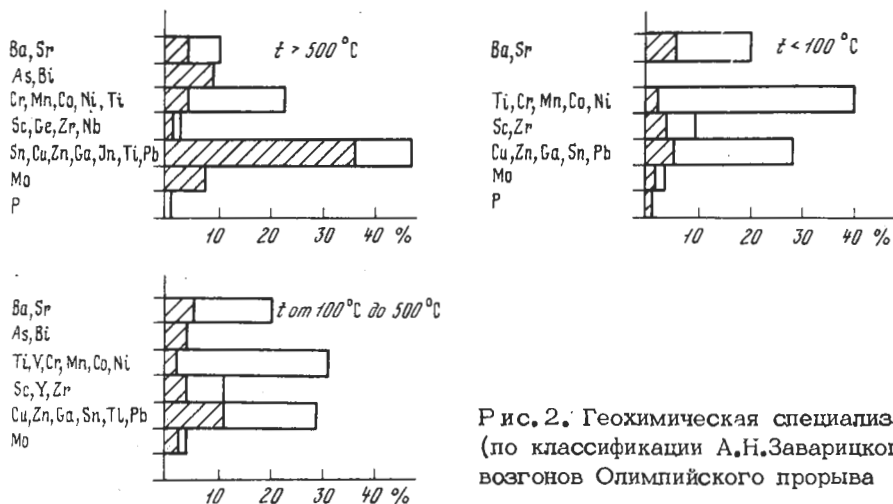 Ba, Sr
t > 500 °C
As, Bi
Cr, Mn, Co, Ni, Ti
Sc, Ge, Zr, Nb
Sn, Cu, Zn, Ga, Jn, Ti, Pb
Mo
P
10 20 30 40 %
Ba, Sr
t < 100 °C
Ti, Cr, Mn, Co, Ni
Sc, Zr
Cu, Zn, Ga, Sn, Pb
Mo
P
10 20 30 40 %
Ba, Sr
t от 100 °C до 500 °C
As, Bi
Ti, V, Cr, Mn, Co, Ni
Sc, Y, Zr
Cu, Zn, Ga, Sn, Tl, Pb
Mo
10 20 30 40 %
Рис. 2. Геохимическая специализ
(по классификации А.Н.Заварицког
возгонов Олимпийского прорыва